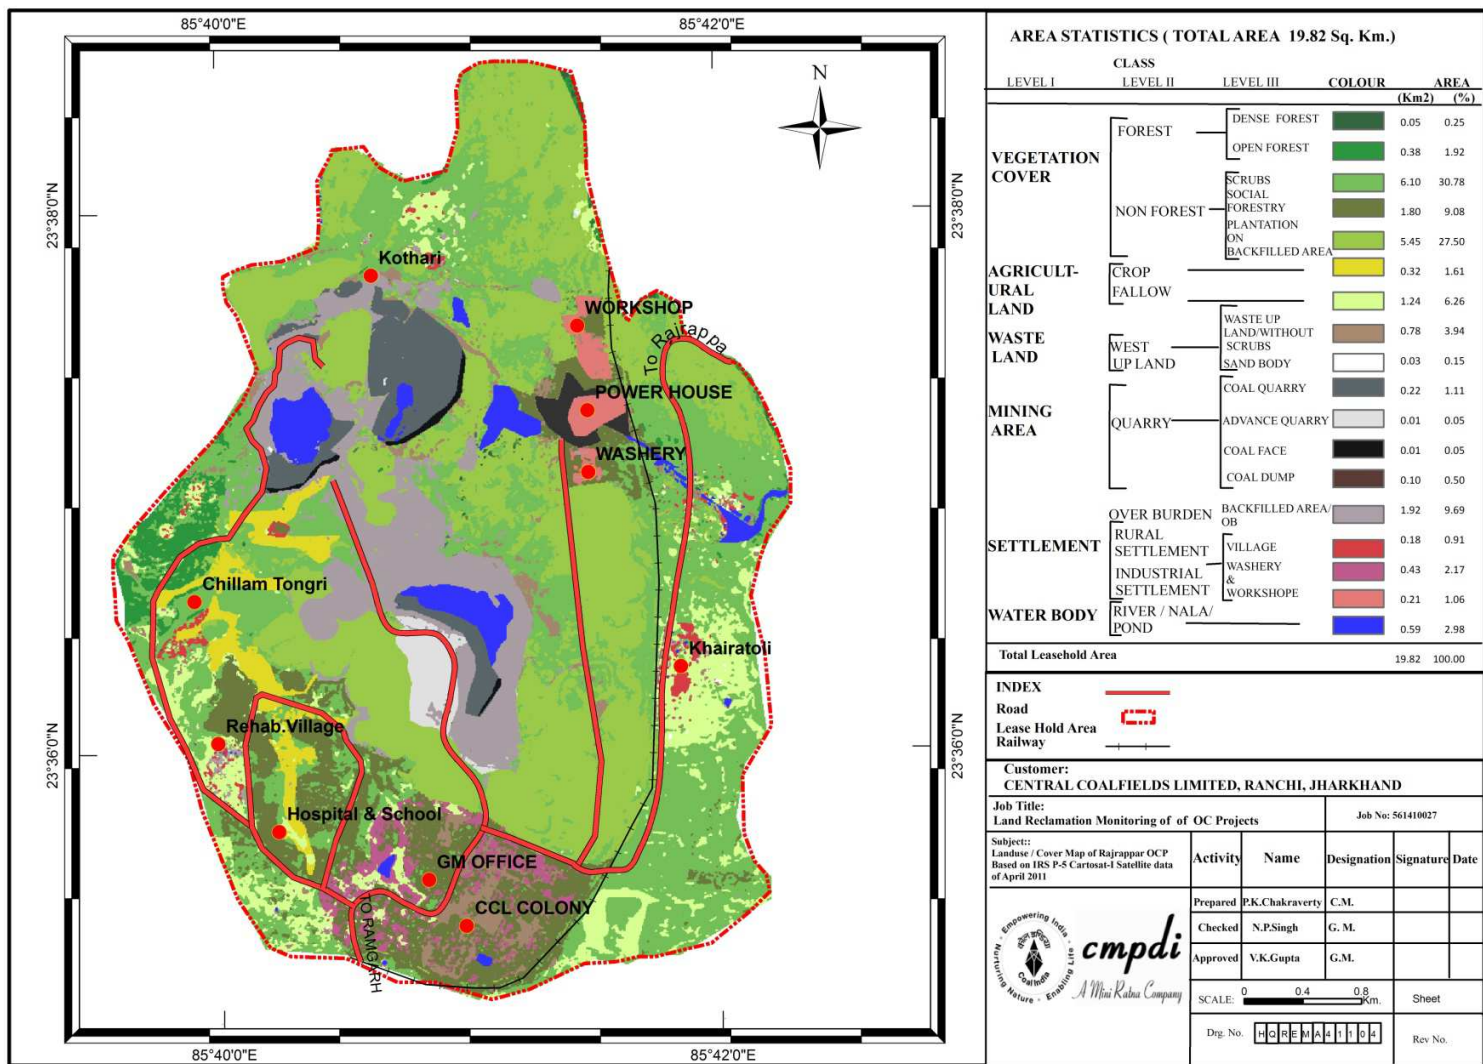 85°40'0"E
85°42'0"E
23°38'0"N
23°38'0"N
23°36'0"N
23°36'0"N
85°40'0"E
85°42'0"E
N
Kothari
WORKSHOP
To Rajrappa
POWER HOUSE
WASHERY
Chillam Tongri
Khairatoli
Rehab.Village
Hospital & School
GM OFFICE
CCL COLONY
TO RAMGARH
AREA STATISTICS ( TOTAL AREA 19.82 Sq. Km.)
CLASS
LEVEL I LEVEL II LEVEL III COLOUR AREA
(Km2) (%)
VEGETATION
COVER
FOREST
DENSE FOREST 0.05 0.25
OPEN FOREST 0.38 1.92
NON FOREST
SCRUBS 6.10 30.78
SOCIAL
FORESTRY 1.80 9.08
PLANTATION
ON
BACKFILLED AREA 5.45 27.50
AGRICULT-
URAL
LAND
CROP 0.32 1.61
FALLOW 1.24 6.26
WASTE
LAND
WEST
UP LAND
WASTE UP
LAND/WITHOUT
SCRUBS 0.78 3.94
SAND BODY 0.03 0.15
MINING
AREA
QUARRY
COAL QUARRY 0.22 1.11
ADVANCE QUARRY 0.01 0.05
COAL FACE 0.01 0.05
COAL DUMP 0.10 0.50
OVER BURDEN
BACKFILLED AREA/
OB 1.92 9.69
SETTLEMENT
RURAL
SETTLEMENT
VILLAGE 0.18 0.91
INDUSTRIAL
SETTLEMENT
WASHERY 0.43 2.17
&
WORKSHOPE 0.21 1.06
WATER BODY
RIVER / NALA/
POND 0.59 2.98
Total Leasehold Area 19.82 100.00
INDEX
Road
Lease Hold Area
Railway
Customer:
CENTRAL COALFIELDS LIMITED, RANCHI, JHARKHAND
Job Title:
Land Reclamation Monitoring of of OC Projects
Job No: 561410027
Subject::
Landuse / Cover Map of Rajrappar OCP
Based on IRS P-5 Cartosat-I Satellite data
of April 2011
Activity Name Designation Signature Date
Prepared P.K.Chakraverty C.M.
Checked N.P.Singh G. M.
Approved V.K.Gupta G.M.
Empowering India - Enabling Life - Nurturing Nature -
Coal India
cmpdi
A Mini Ratna Company
SCALE: 0 0.4 0.8 Km.
Sheet
Drg. No. HQREMA41104
Rev No.